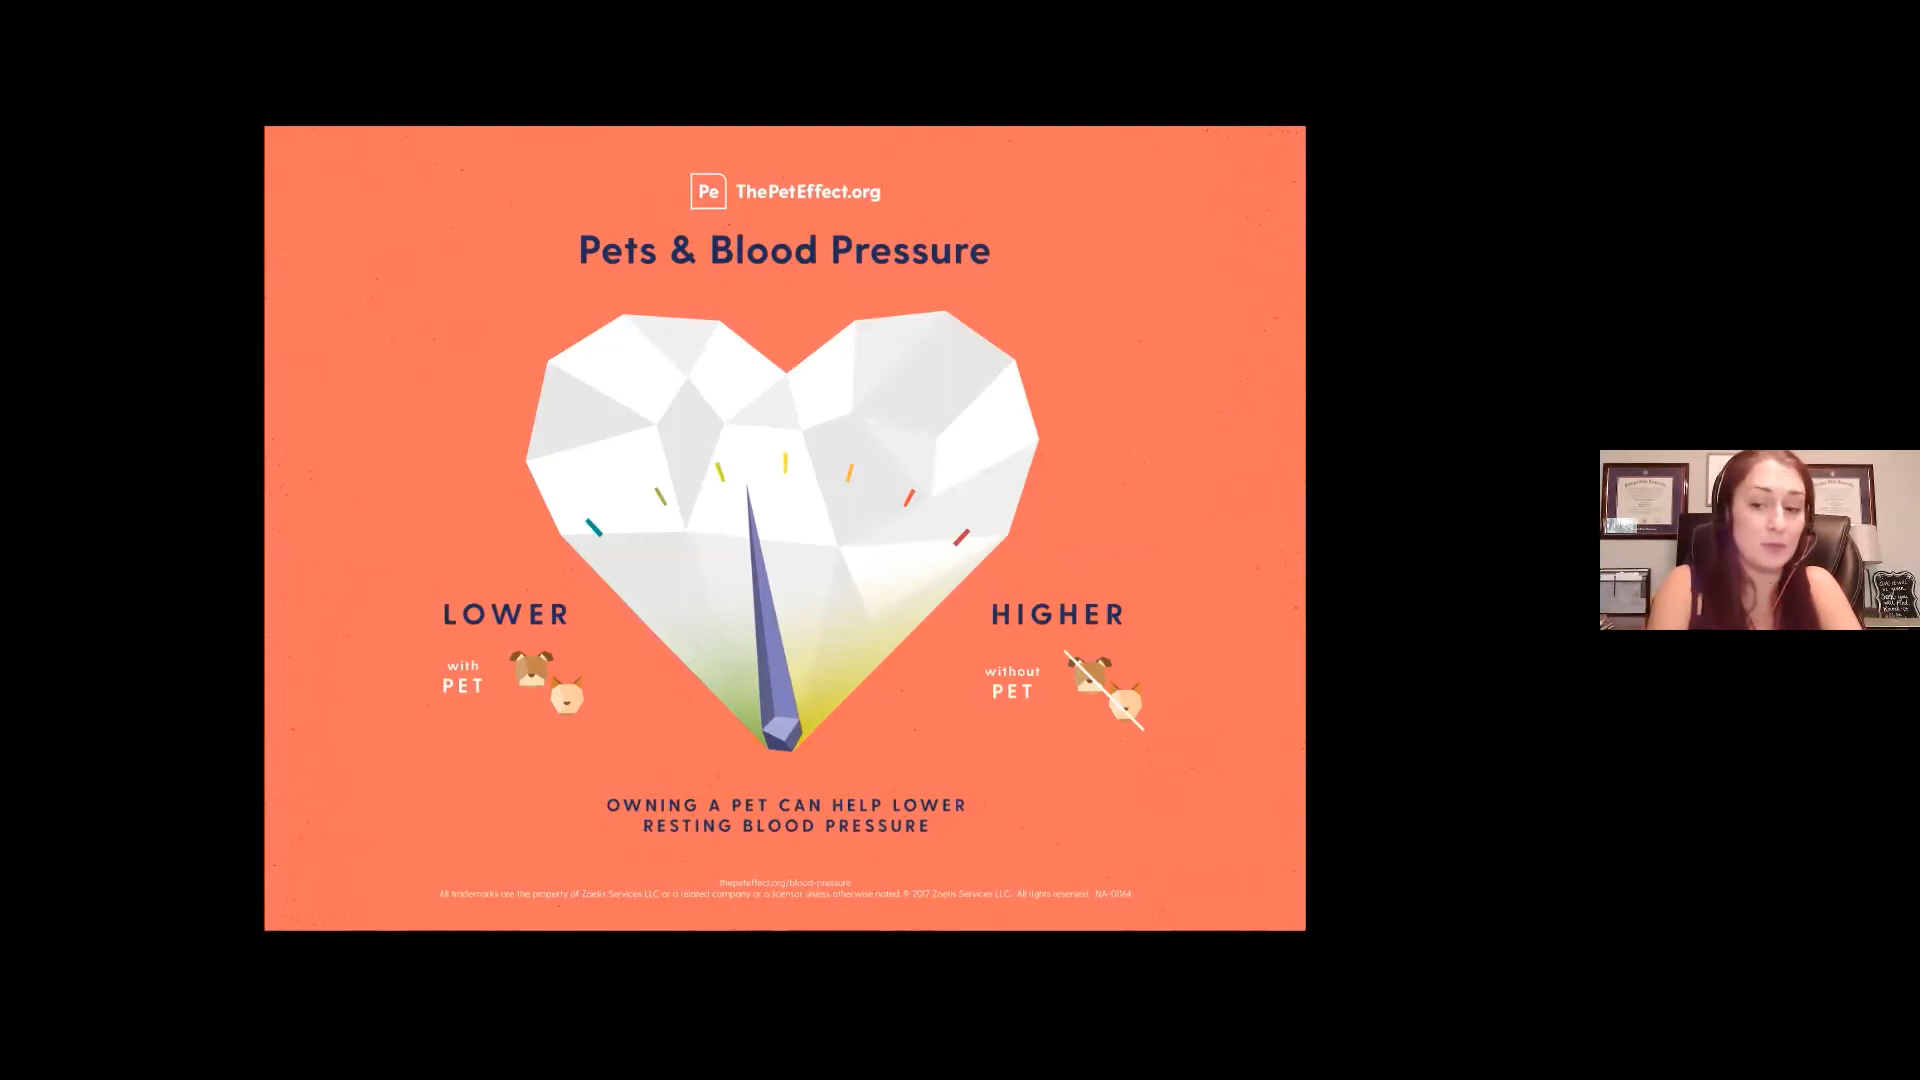 Pe ThePetEffect.org
Pets & Blood Pressure
LOWER
with
PET
HIGHER
without
PET
OWNING A PET CAN HELP LOWER
RESTING BLOOD PRESSURE
thepeteffect.org/blood-pressure
All trademarks are the property of Zoetis Services LLC or a related company or a licensor unless otherwise noted. © 2017 Zoetis Services LLC. All rights reserved. NA-01164